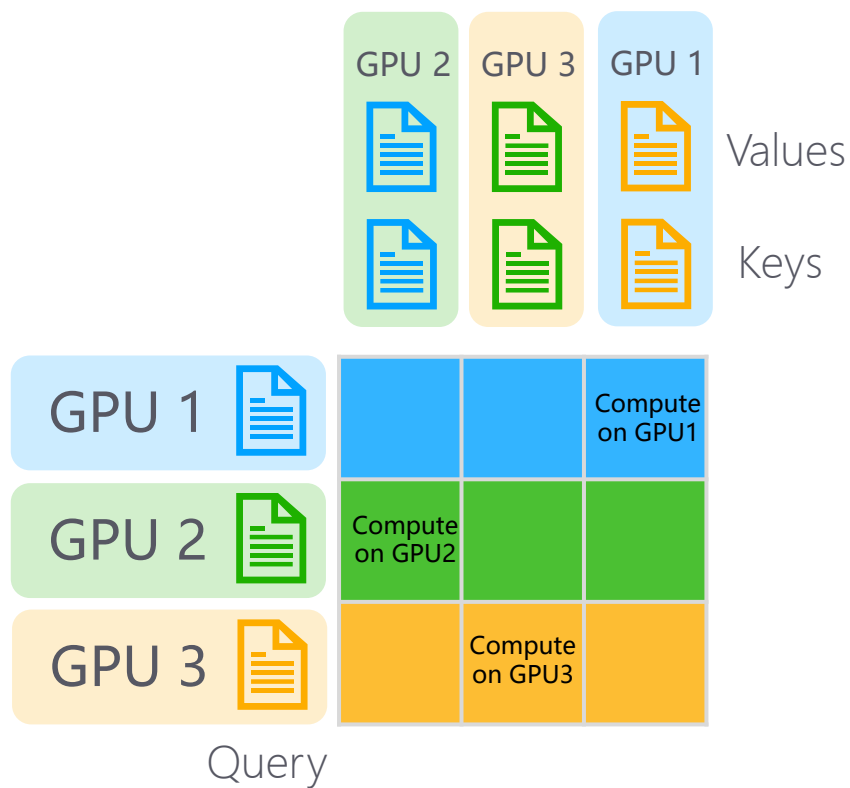 GPU 2 GPU 3 GPU 1
Values
Keys
GPU 1
Compute
on GPU1
GPU 2
Compute
on GPU2
GPU 3
Compute
on GPU3
Query